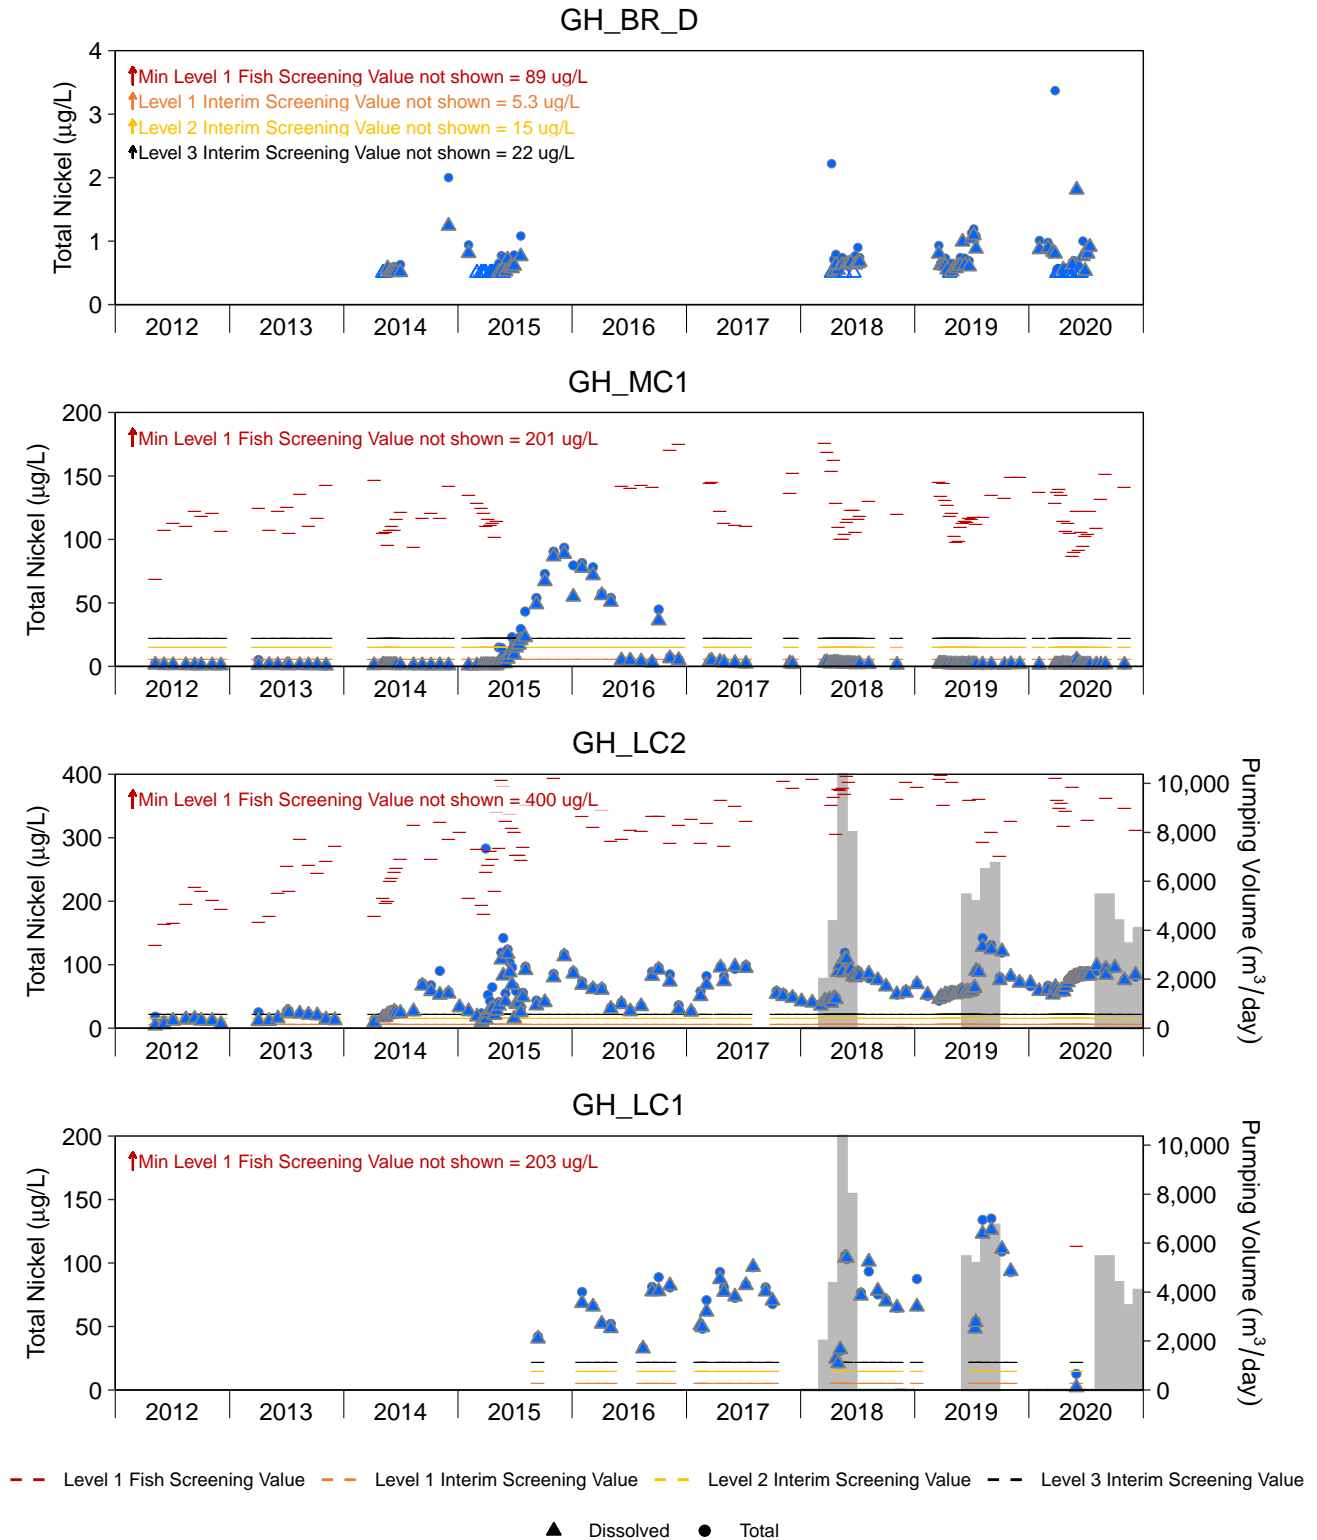 GH_BR_D
4
3
2
1
0
Total Nickel (µg/L)
Min Level 1 Fish Screening Value not shown = 89 ug/L
Level 1 Interim Screening Value not shown = 5.3 ug/L
Level 2 Interim Screening Value not shown = 15 ug/L
Level 3 Interim Screening Value not shown = 22 ug/L
2012 2013 2014 2015 2016 2017 2018 2019 2020
GH_MC1
200
150
100
50
0
Total Nickel (µg/L)
Min Level 1 Fish Screening Value not shown = 201 ug/L
2012 2013 2014 2015 2016 2017 2018 2019 2020
GH_LC2
400
300
200
100
0
Total Nickel (µg/L)
Min Level 1 Fish Screening Value not shown = 400 ug/L
10,000
8,000
6,000
4,000
2,000
0
Pumping Volume (m³/day)
2012 2013 2014 2015 2016 2017 2018 2019 2020
GH_LC1
200
150
100
50
0
Total Nickel (µg/L)
Min Level 1 Fish Screening Value not shown = 203 ug/L
10,000
8,000
6,000
4,000
2,000
0
Pumping Volume (m³/day)
2012 2013 2014 2015 2016 2017 2018 2019 2020
Level 1 Fish Screening Value Level 1 Interim Screening Value Level 2 Interim Screening Value Level 3 Interim Screening Value
Dissolved Total